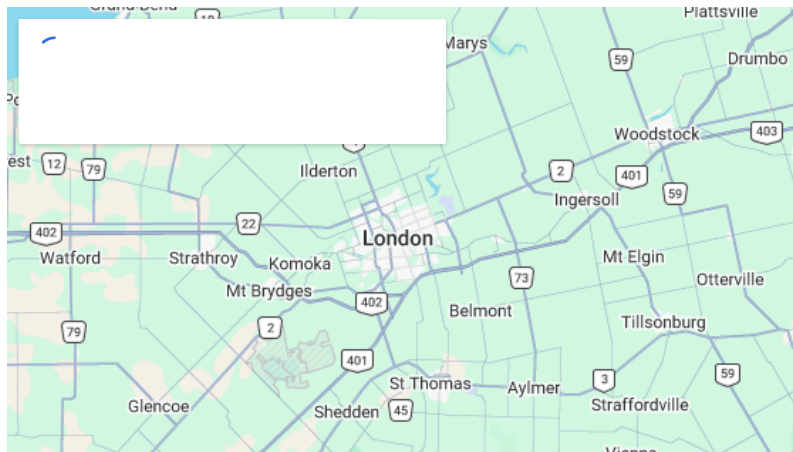 Grand Bend
Plattsville
Marys
59
Drumbo
Woodstock
403
est
12
79
Ilderton
2
401
59
Ingersoll
402
22
London
Watford
Strathroy
Komoka
Mt Elgin
Mt Brydges
402
73
Otterville
Belmont
79
2
Tillsonburg
401
St Thomas
Aylmer
3
59
Glencoe
Shedden
45
Straffordville